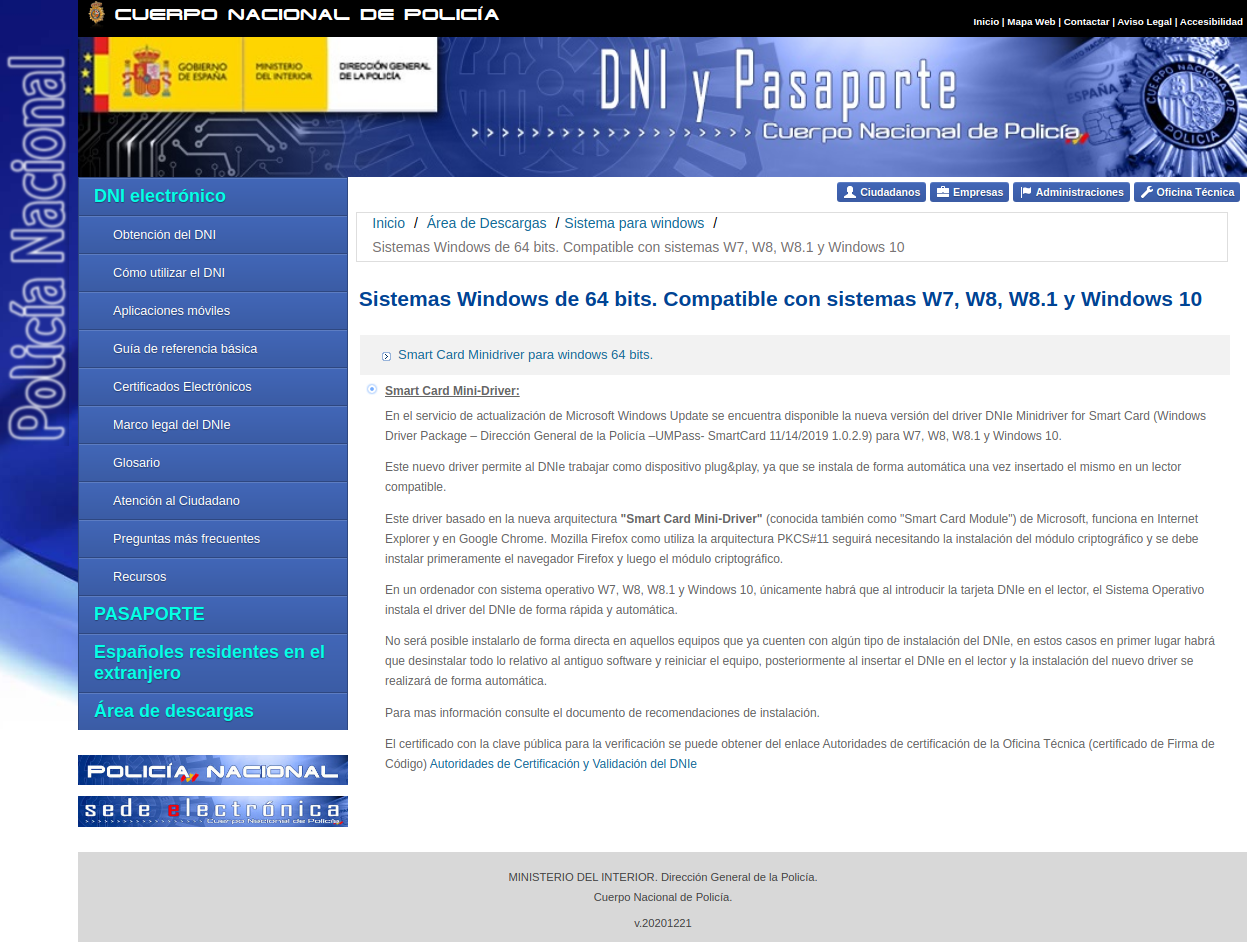 CUERPO NACIONAL DE POLICÍA
Inicio | Mapa Web | Contactar | Aviso Legal | Accesibilidad
Policía Nacional
GOBIERNO DE ESPAÑA
MINISTERIO DEL INTERIOR
DIRECCIÓN GENERAL DE LA POLICÍA
DNI y Pasaporte
Cuerpo Nacional de Policía
ESPAÑA
CUERPO NACIONAL DE POLICIA
DNI electrónico
Obtención del DNI
Cómo utilizar el DNI
Aplicaciones móviles
Guía de referencia básica
Certificados Electrónicos
Marco legal del DNIe
Glosario
Atención al Ciudadano
Preguntas más frecuentes
Recursos
PASAPORTE
Españoles residentes en el
extranjero
Área de descargas
POLICÍA NACIONAL
sede electrónica
Cuerpo Nacional de Policía
Ciudadanos Empresas Administraciones Oficina Técnica
Inicio / Área de Descargas / Sistema para windows /
Sistemas Windows de 64 bits. Compatible con sistemas W7, W8, W8.1 y Windows 10
Sistemas Windows de 64 bits. Compatible con sistemas W7, W8, W8.1 y Windows 10
Smart Card Minidriver para windows 64 bits.
Smart Card Mini-Driver:
En el servicio de actualización de Microsoft Windows Update se encuentra disponible la nueva versión del driver DNIe Minidriver for Smart Card (Windows
Driver Package – Dirección General de la Policía –UMPass- SmartCard 11/14/2019 1.0.2.9) para W7, W8, W8.1 y Windows 10.
Este nuevo driver permite al DNIe trabajar como dispositivo plug&play, ya que se instala de forma automática una vez insertado el mismo en un lector
compatible.
Este driver basado en la nueva arquitectura "Smart Card Mini-Driver" (conocida también como "Smart Card Module") de Microsoft, funciona en Internet
Explorer y en Google Chrome. Mozilla Firefox como utiliza la arquitectura PKCS#11 seguirá necesitando la instalación del módulo criptográfico y se debe
instalar primeramente el navegador Firefox y luego el módulo criptográfico.
En un ordenador con sistema operativo W7, W8, W8.1 y Windows 10, únicamente habrá que al introducir la tarjeta DNIe en el lector, el Sistema Operativo
instala el driver del DNIe de forma rápida y automática.
No será posible instalarlo de forma directa en aquellos equipos que ya cuenten con algún tipo de instalación del DNIe, en estos casos en primer lugar habrá
que desinstalar todo lo relativo al antiguo software y reiniciar el equipo, posteriormente al insertar el DNIe en el lector y la instalación del nuevo driver se
realizará de forma automática.
Para mas información consulte el documento de recomendaciones de instalación.
El certificado con la clave pública para la verificación se puede obtener del enlace Autoridades de certificación de la Oficina Técnica (certificado de Firma de
Código) Autoridades de Certificación y Validación del DNIe
MINISTERIO DEL INTERIOR. Dirección General de la Policía.
Cuerpo Nacional de Policía.
v.20201221